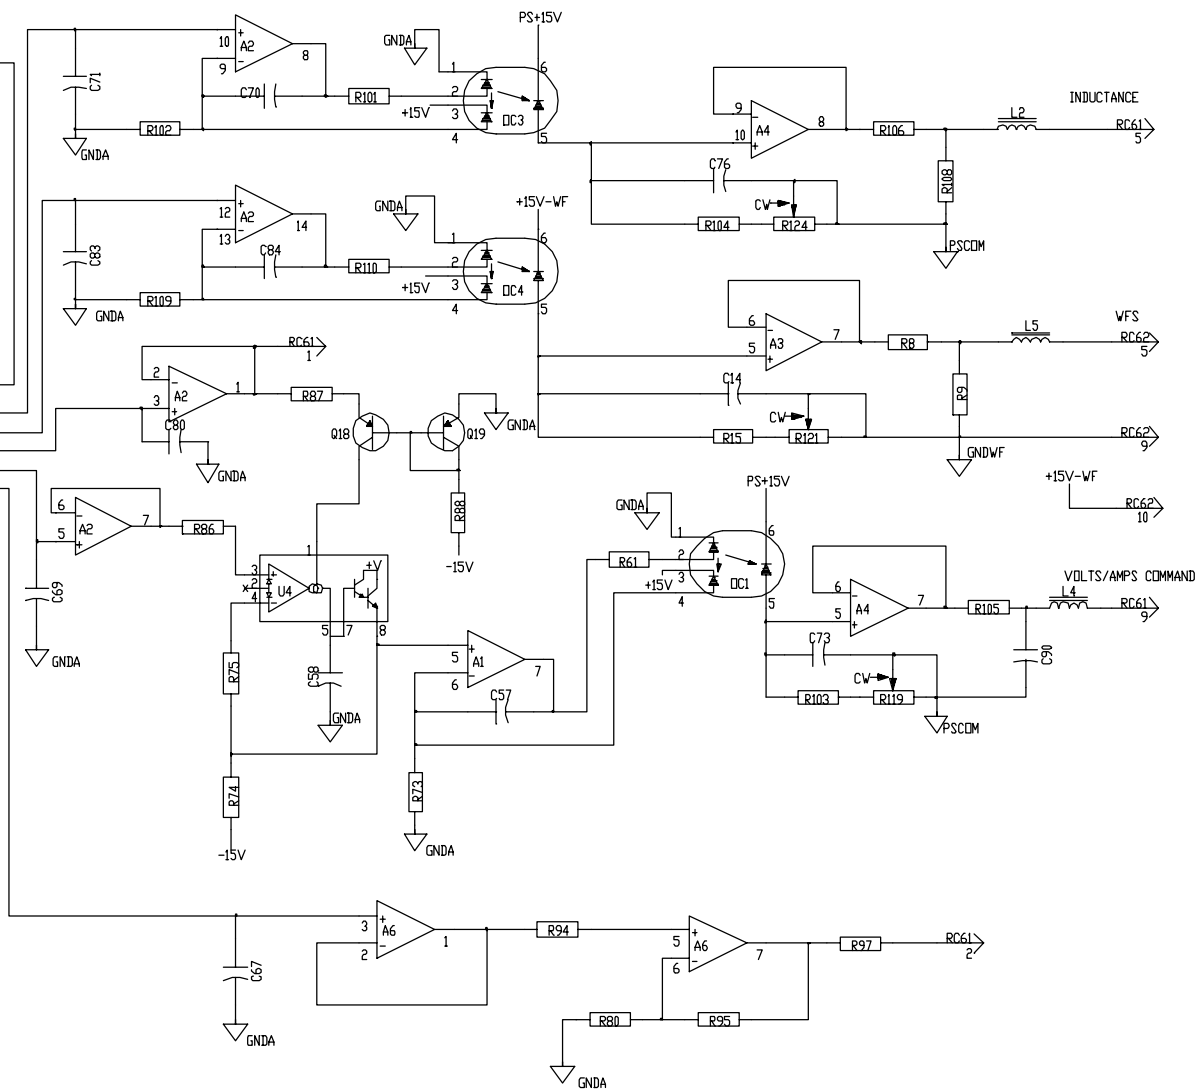 PS+15V
GNDA
10
+
A2
9
-
8
C71
C70
R101
R102
GNDA
1
2
+15V
3
4
OC3
6
5
9
-
A4
10
+
8
R106
L2
INDUCTANCE
RC61
5
R108
C76
CW
R104
R124
PSCOM
GNDA
+15V-WF
12
+
A2
13
-
14
C83
C84
R110
R109
GNDA
1
2
+15V
3
4
OC4
6
5
6
-
A3
5
+
7
R8
L5
WFS
RC62
5
R9
C14
CW
R15
R121
RC62
9
GNDWF
RC61
1
2
-
A2
3
+
1
R87
C80
GNDA
Q18
Q19
GNDA
R88
-15V
6
-
A2
5
+
7
R86
C69
GNDA
1
3
+
2
4
-
U4
+V
5
7
8
R75
C58
GNDA
R74
-15V
5
+
A1
6
-
7
C57
R73
GNDA
PS+15V
GNDA
1
R61
2
+15V
3
4
OC1
6
5
+15V-WF
RC62
10
6
-
A4
5
+
7
R105
VOLTS/AMPS COMMAND
L4
RC61
9
C90
C73
CW
R103
R119
PSCOM
3
+
A6
2
-
1
R94
C67
GNDA
5
+
A6
6
-
7
R97
RC61
2
R80
R95
GNDA